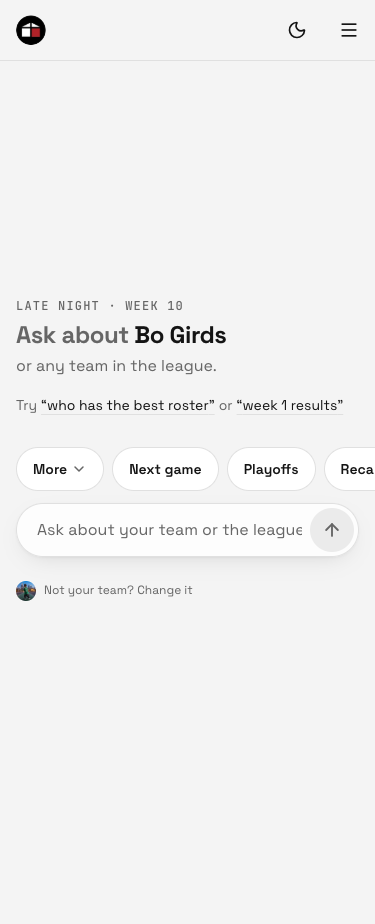 LATE NIGHT · WEEK 10
Ask about Bo Girds
or any team in the league.
Try “who has the best roster” or “week 1 results”
More Next game Playoffs Reca
Ask about your team or the league
Not your team? Change it